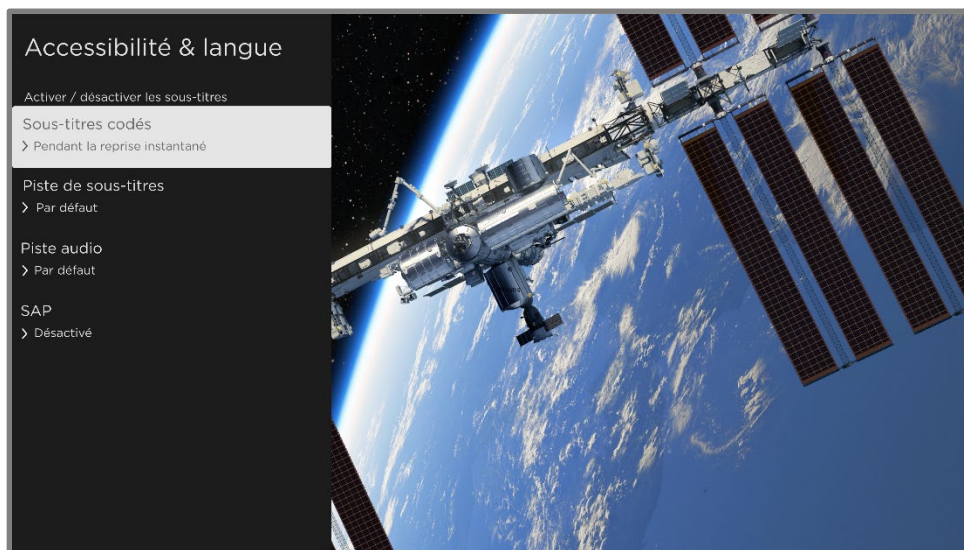 Accessibilité & langue
Activer / désactiver les sous-titres
Sous-titres codés
> Pendant la reprise instantané
Piste de sous-titres
> Par défaut
Piste audio
> Par défaut
SAP
> Désactivé